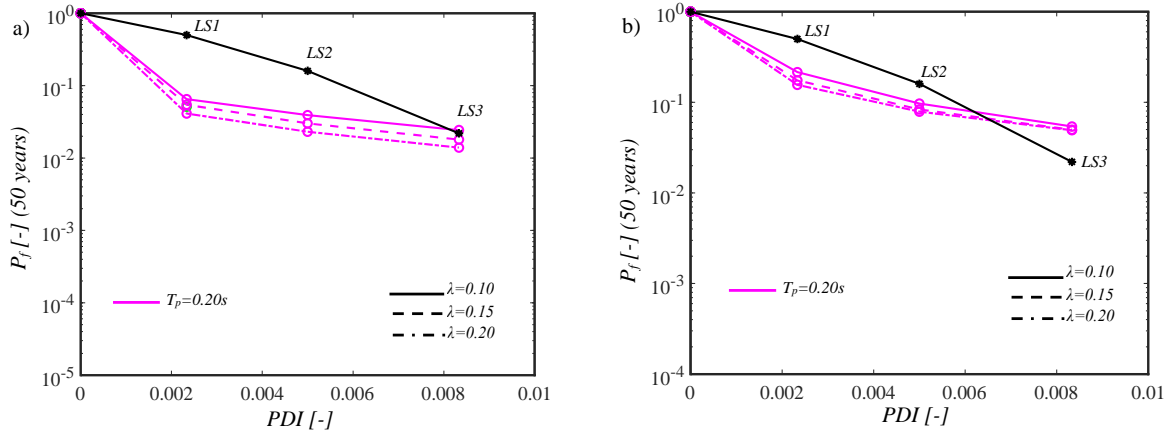 a)
P_f [-] (50 years)
10^0
10^-1
10^-2
10^-3
10^-4
10^-5
LS1
LS2
LS3
T_p=0.20s
λ=0.10
λ=0.15
λ=0.20
0 0.002 0.004 0.006 0.008 0.01
PDI [-]
b)
P_f [-] (50 years)
10^0
10^-1
10^-2
10^-3
10^-4
LS1
LS2
LS3
T_p=0.20s
λ=0.10
λ=0.15
λ=0.20
0 0.002 0.004 0.006 0.008 0.01
PDI [-]